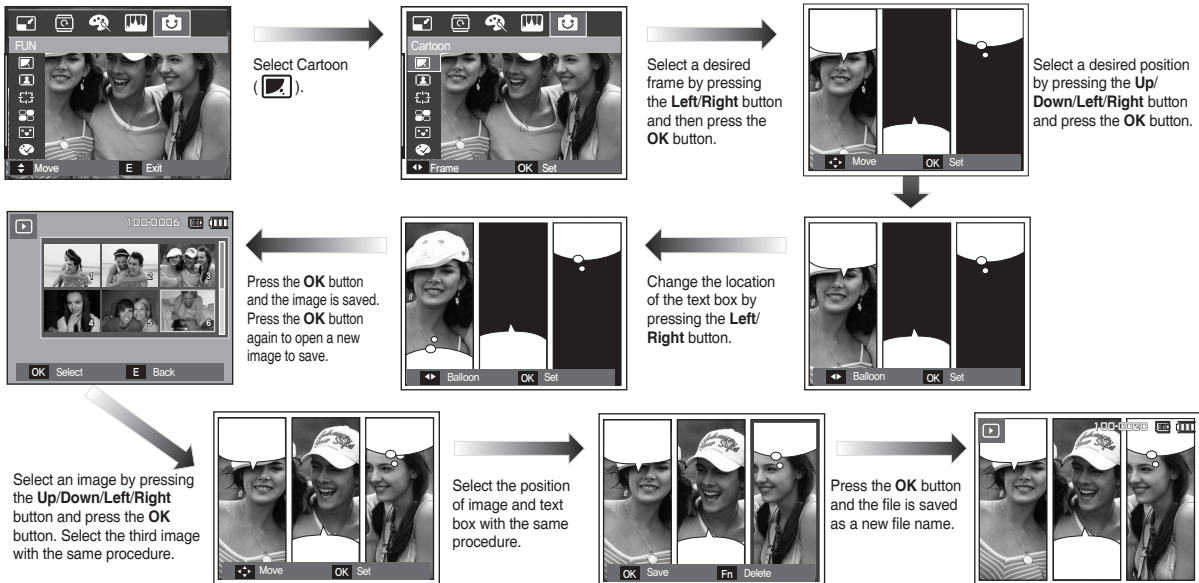 FUN
Move E Exit
Select Cartoon
( ).
Cartoon
Frame OK Set
Select a desired
frame by pressing
the Left/Right button
and then press the
OK button.
Move OK Set
Select a desired position
by pressing the Up/
Down/Left/Right button
and press the OK button.
Balloon OK Set
Change the location
of the text box by
pressing the Left/
Right button.
Balloon OK Set
Press the OK button
and the image is saved.
Press the OK button
again to open a new
image to save.
100-0006
1 2 3
4 5 6
OK Select E Back
Select an image by pressing
the Up/Down/Left/Right
button and press the OK
button. Select the third image
with the same procedure.
Move OK Set
Select the position
of image and text
box with the same
procedure.
OK Save Fn Delete
Press the OK button
and the file is saved
as a new file name.
100-0020